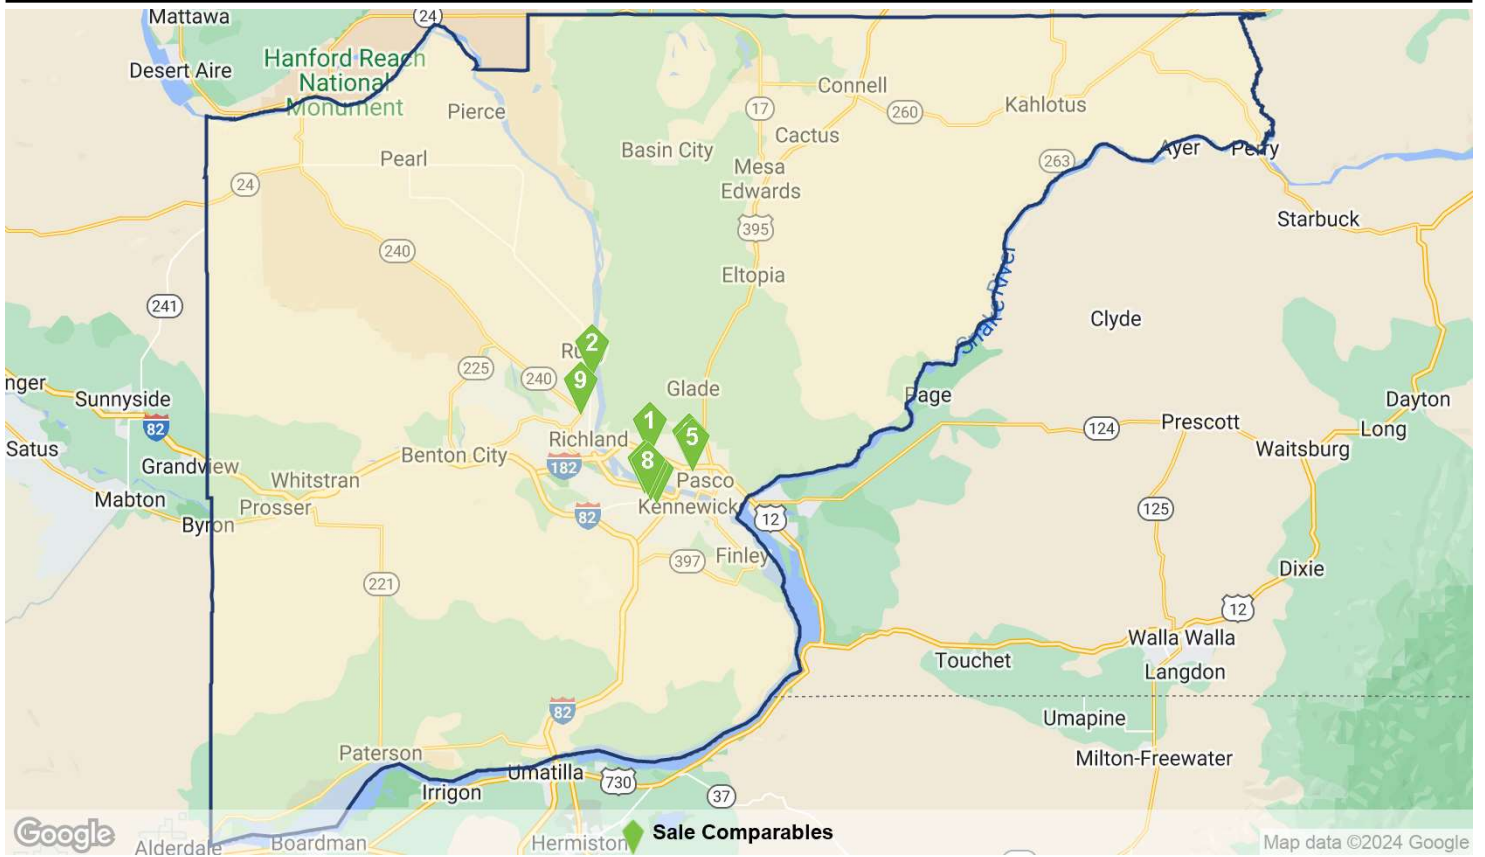 Mattawa
24
Desert Aire
Hanford Reach
National
Monument
Pierce
Connell
17
260
Kahlotus
Cactus
Basin City
Pearl
Mesa
Edwards
263
Ayer
Perry
24
Starbuck
395
240
Eltopia
Snake River
241
Clyde
2
225
240
9
Glade
nger
Sunnyside
82
Page
Dayton
1
5
Prescott
124
Long
Satus
Richland
Waitsburg
Benton City
182
8
Grandview
Whitstran
Pasco
Mabton
Prosser
Kennewick
125
Byron
82
12
397
Finley
Dixie
221
12
Walla Walla
Touchet
Langdon
82
Umapine
Paterson
Milton-Freewater
Umatilla
730
Irrigon
37
Google
Sale Comparables
Alderdale
Boardman
Hermiston
Map data ©2024 Google